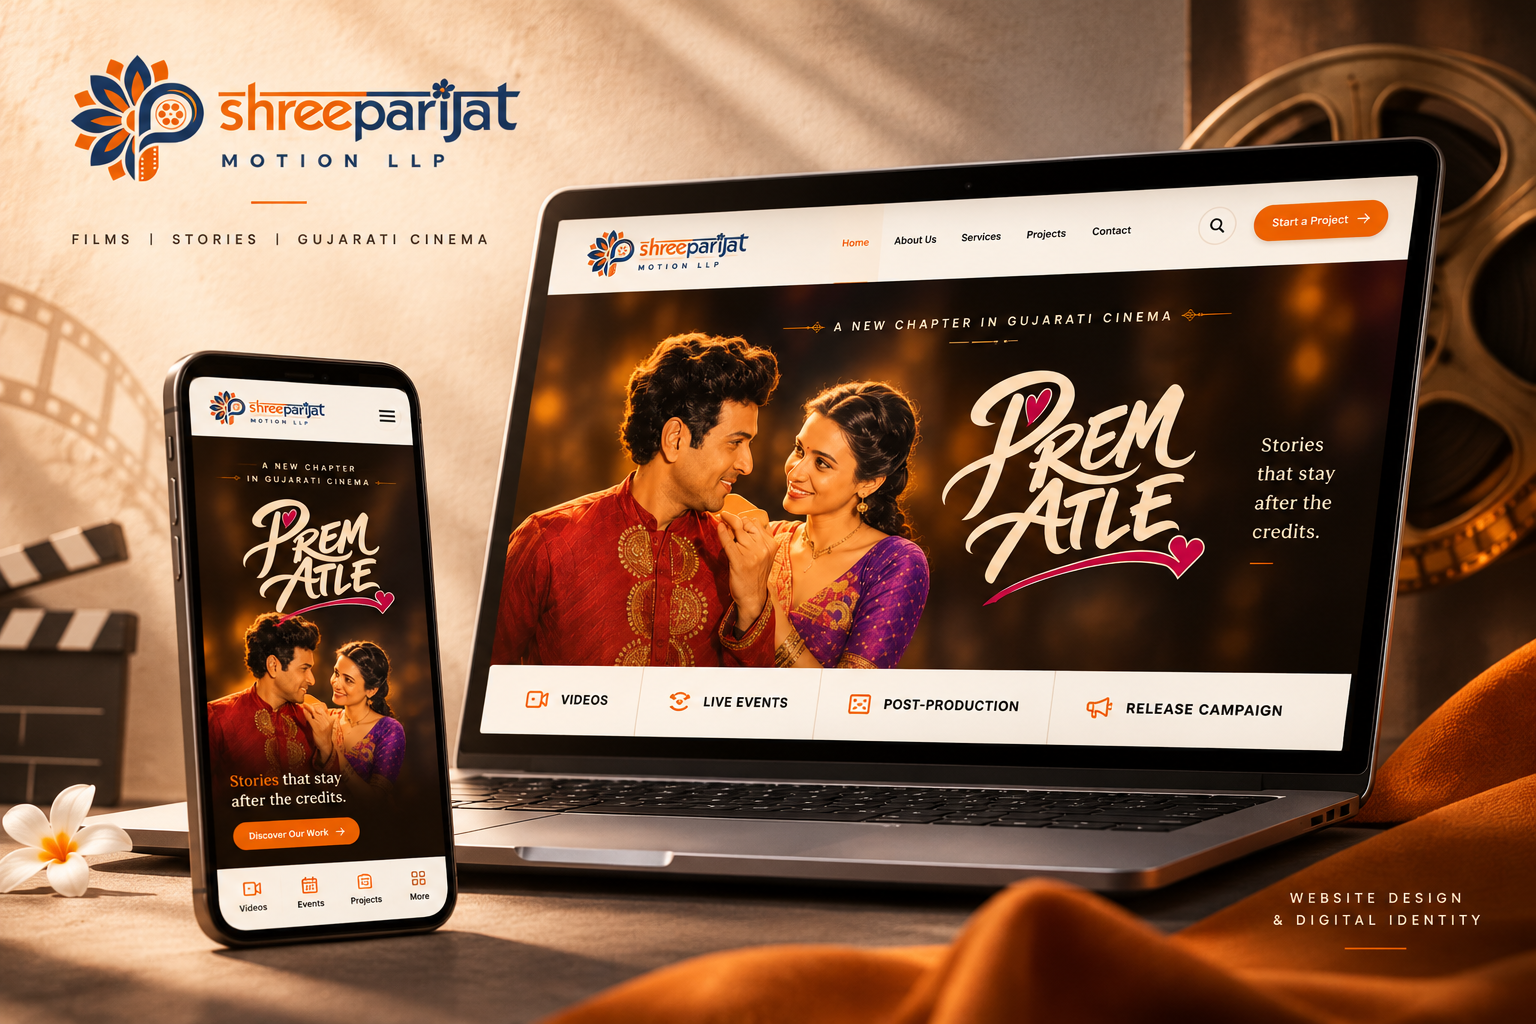 shreeparijat
MOTION LLP
FILMS | STORIES | GUJARATI CINEMA
shreeparijat
MOTION LLP
Home
About Us
Services
Projects
Contact
Start a Project →
A NEW CHAPTER IN GUJARATI CINEMA
PREM
ATLE
Stories
that stay
after the
credits.
VIDEOS
LIVE EVENTS
POST-PRODUCTION
RELEASE CAMPAIGN
shreeparijat
MOTION LLP
A NEW CHAPTER
IN GUJARATI CINEMA
PREM
ATLE
Stories that stay
after the credits.
Discover Our Work →
Videos
Events
Projects
More
WEBSITE DESIGN
& DIGITAL IDENTITY